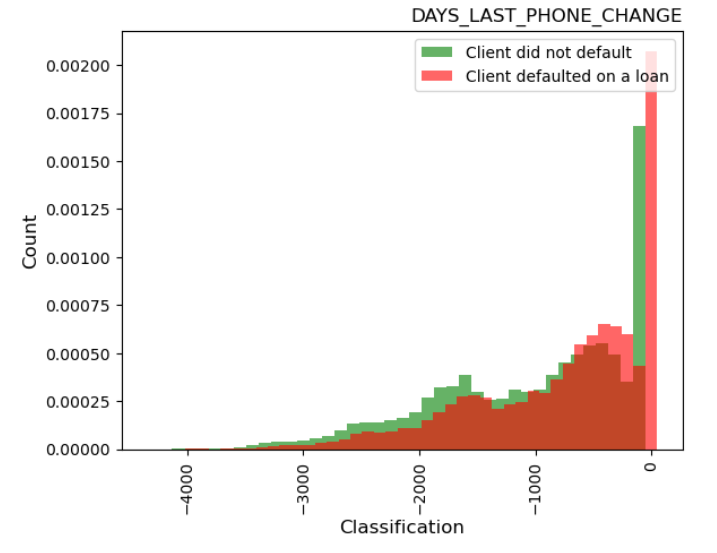 DAYS_LAST_PHONE_CHANGE
Client did not default
Client defaulted on a loan
0.00200
0.00175
0.00150
0.00125
0.00100
0.00075
0.00050
0.00025
0.00000
Count
−4000
−3000
−2000
−1000
0
Classification